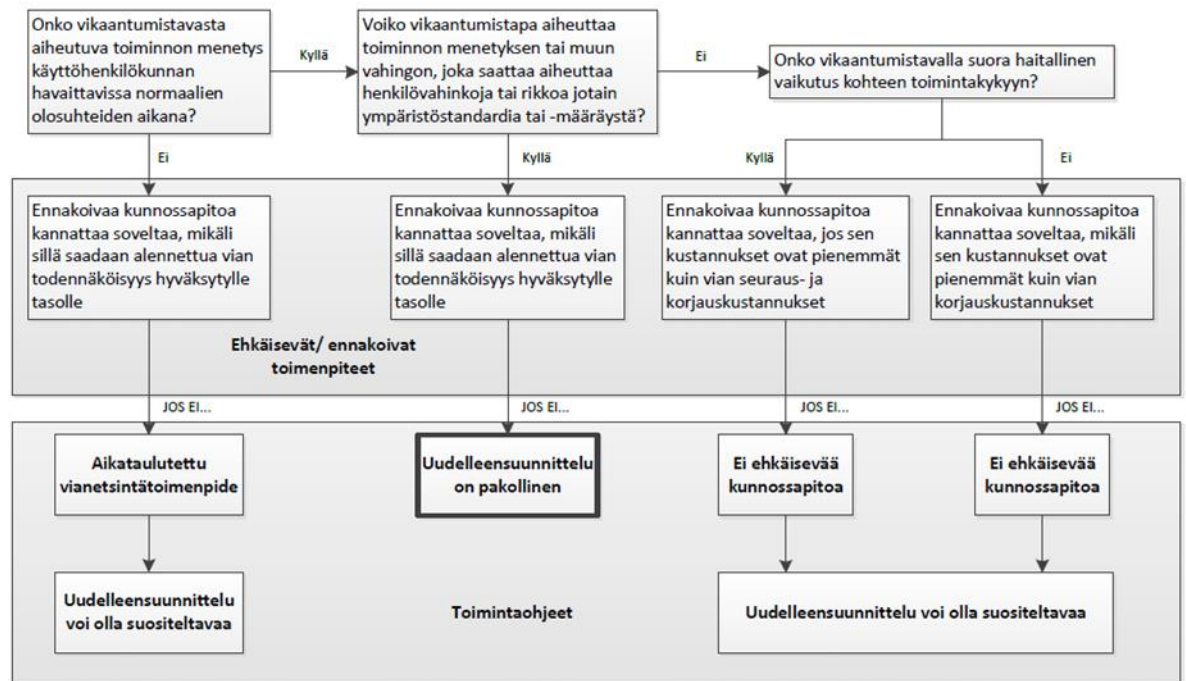 Onko vikaantumistavasta
aiheutuva toiminnon menetys
käyttöhenkilökunnan
havaittavissa normaalien
olosuhteiden aikana?
Kyllä
Voiko vikaantumistapa aiheuttaa
toiminnon menetyksen tai muun
vahingon, joka saattaa aiheuttaa
henkilövahinkoja tai rikkoa jotain
ympäristöstandardia tai -määräystä?
Ei
Onko vikaantumistavalla suora haitallinen
vaikutus kohteen toimintakykyyn?
Ei
Kyllä
Kyllä
Ei
Ennakoivaa kunnossapitoa
kannattaa soveltaa, mikäli
sillä saadaan alennettua vian
todennäköisyys hyväksytylle
tasolle
Ennakoivaa kunnossapitoa
kannattaa soveltaa, mikäli
sillä saadaan alennettua vian
todennäköisyys hyväksytylle
tasolle
Ennakoivaa kunnossapitoa
kannattaa soveltaa, jos sen
kustannukset ovat pienemmät
kuin vian seuraus- ja
korjauskustannukset
Ennakoivaa kunnossapitoa
kannattaa soveltaa, mikäli
sen kustannukset ovat
pienemmät kuin vian
korjauskustannukset
Ehkäisevät/ ennakoivat
toimenpiteet
JOS EI...
JOS EI...
JOS EI...
JOS EI...
Aikataulutettu
vianetsintätoimenpide
Uudelleensuunnittelu
on pakollinen
Ei ehkäisevää
kunnossapitoa
Ei ehkäisevää
kunnossapitoa
Uudelleensuunnittelu
voi olla suositeltavaa
Toimintaohjeet
Uudelleensuunnittelu voi olla suositeltavaa